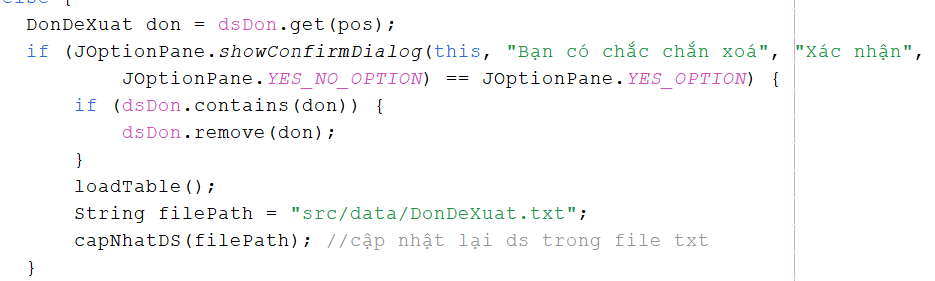 else {
DonDeXuat don = dsDon.get(pos);
if (JOptionPane.showConfirmDialog(this, "Bạn có chắc chắn xoá", "Xác nhận",
JOptionPane.YES_NO_OPTION) == JOptionPane.YES_OPTION) {
if (dsDon.contains(don)) {
dsDon.remove(don);
}
loadTable();
String filePath = "src/data/DonDeXuat.txt";
capNhatDS(filePath); //cập nhật lại ds trong file txt
}